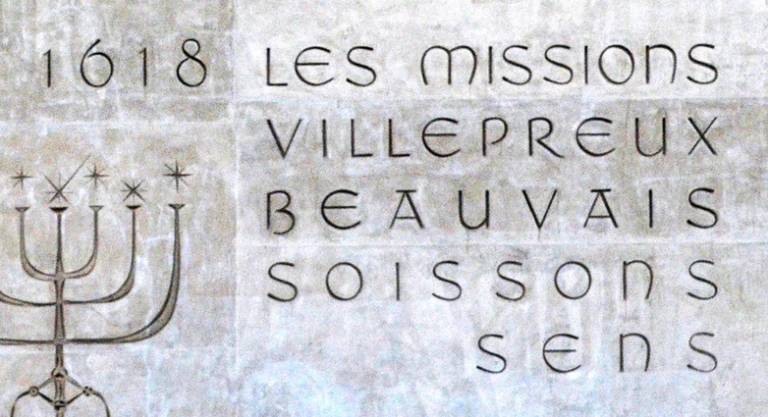 1618 LES MISSIONS
VILLEPREUX
BEAUVAIS
SOISSONS
SENS